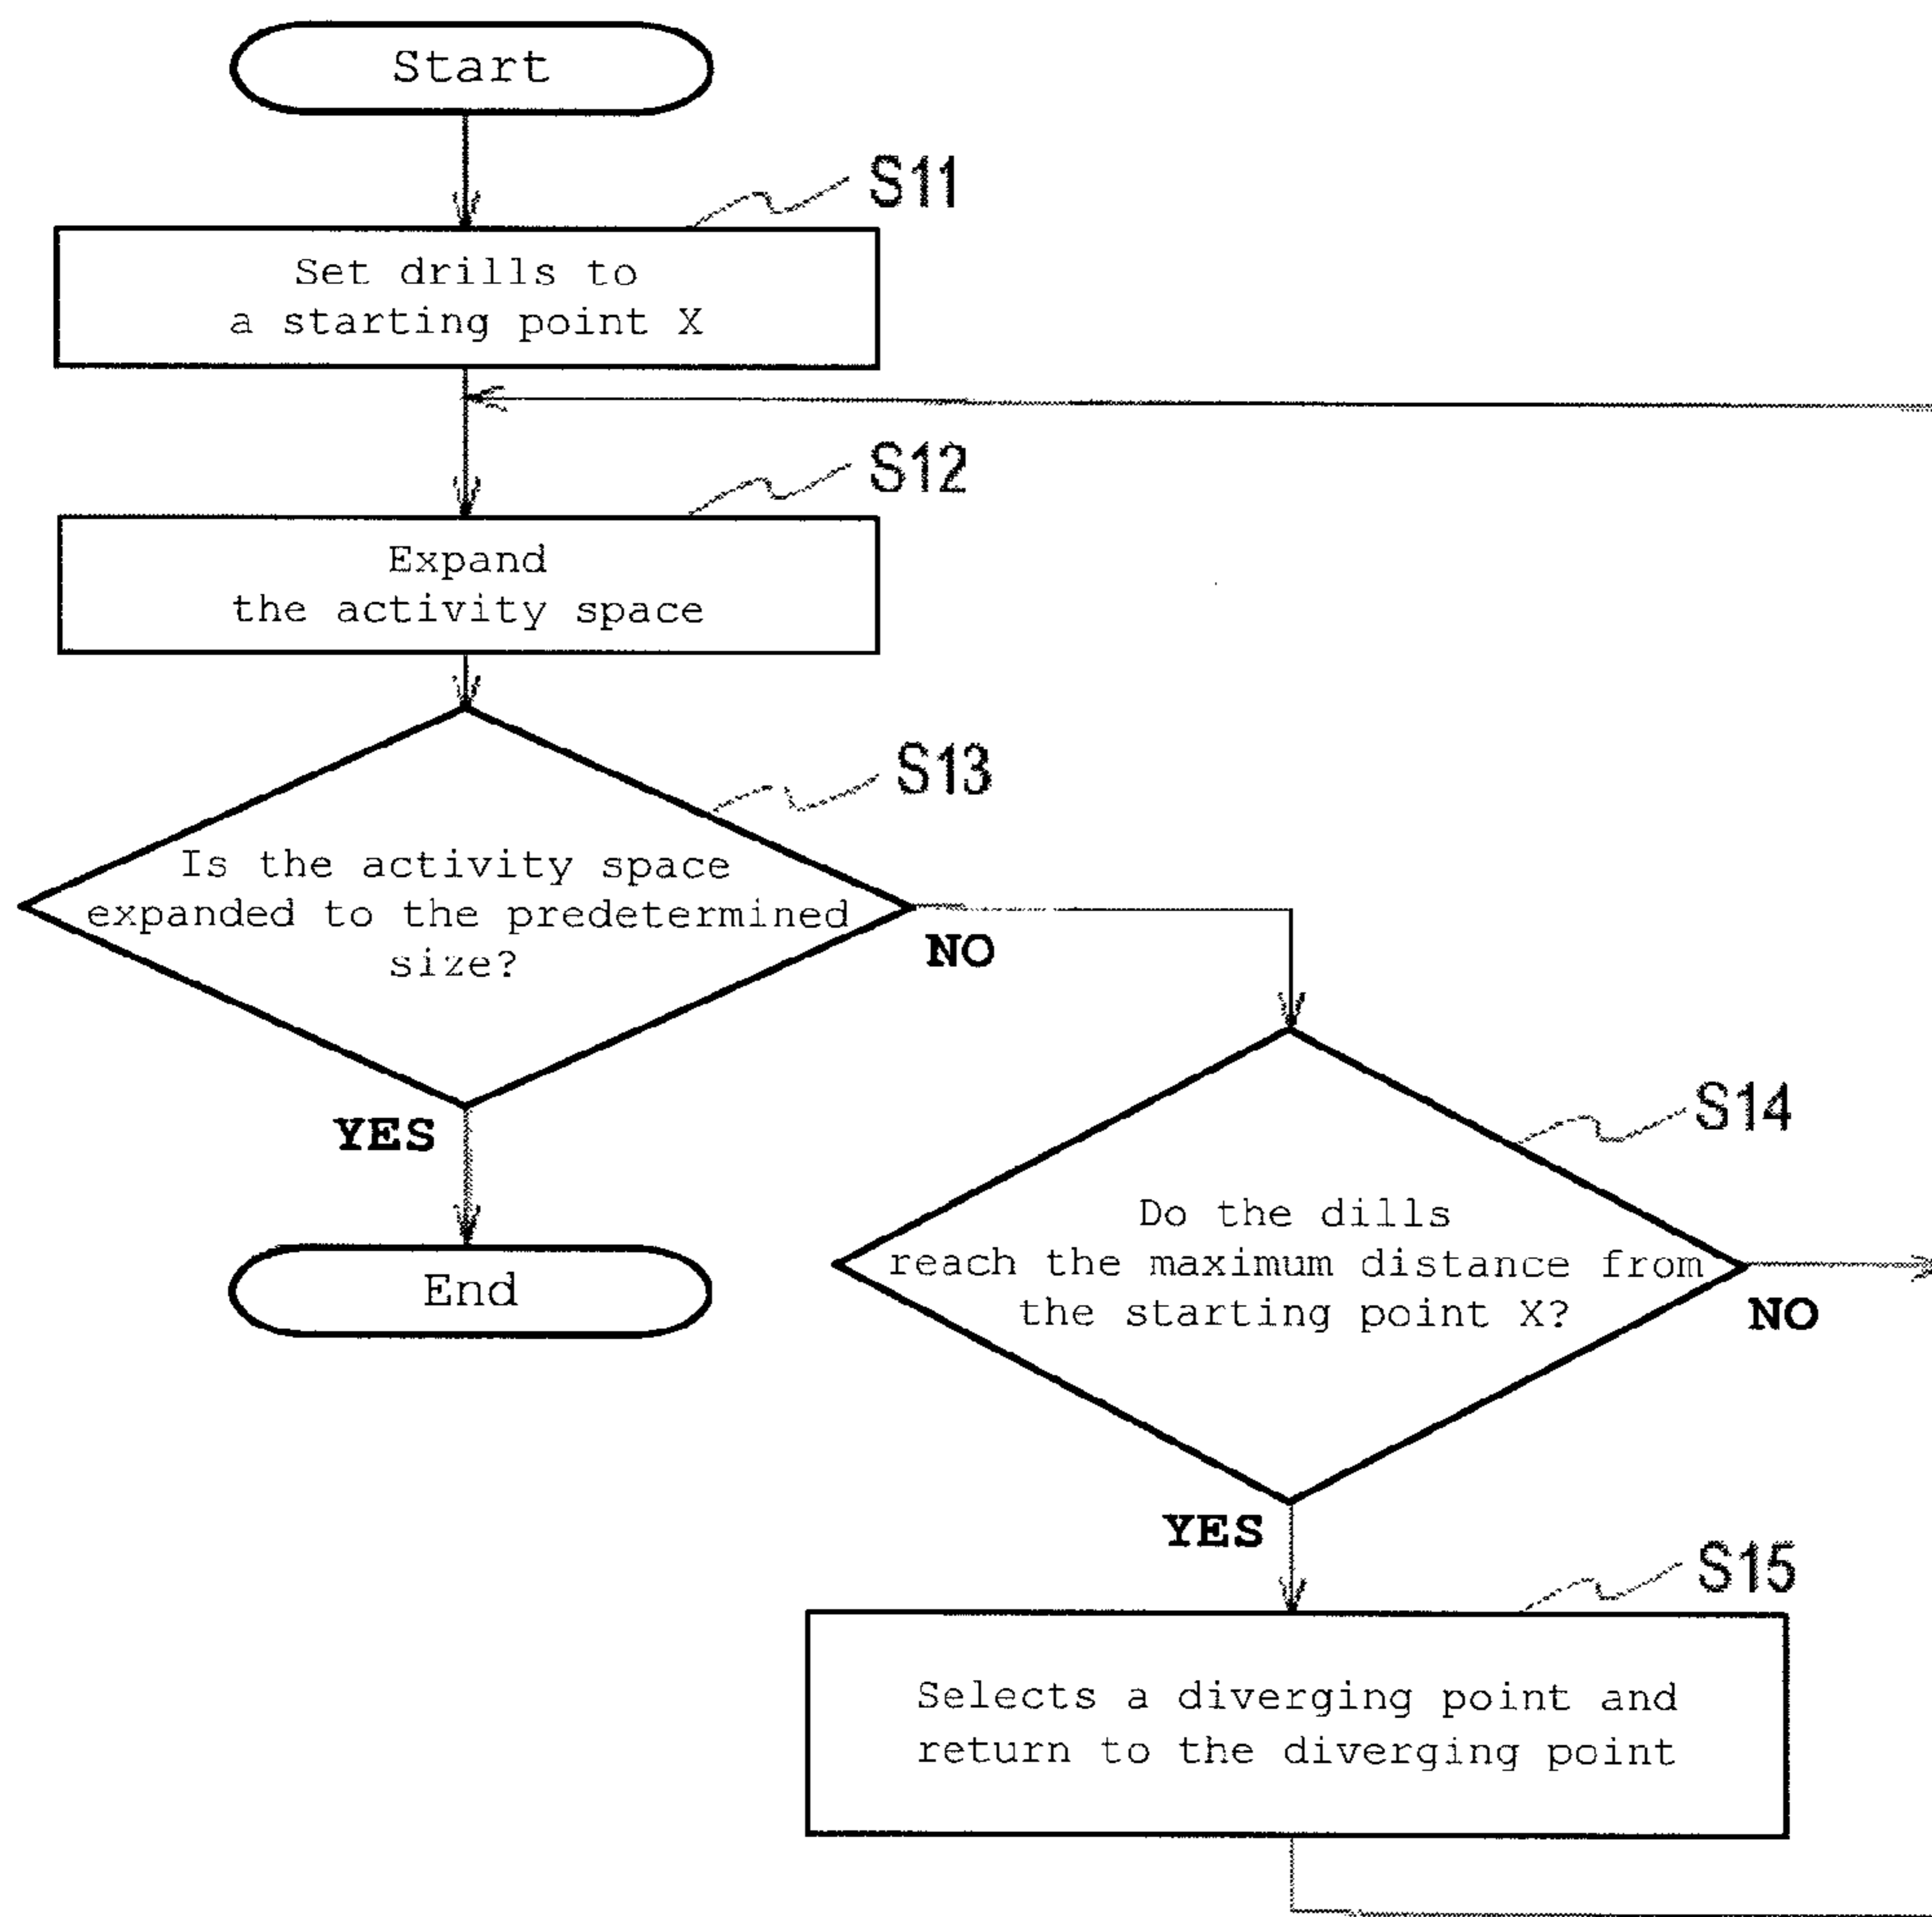 Start
S11
Set drills to
a starting point X
S12
Expand
the activity space
S13
Is the activity space
expanded to the predetermined
size?
NO
YES
End
S14
Do the dills
reach the maximum distance from
the starting point X?
NO
YES
S15
Selects a diverging point and
return to the diverging point